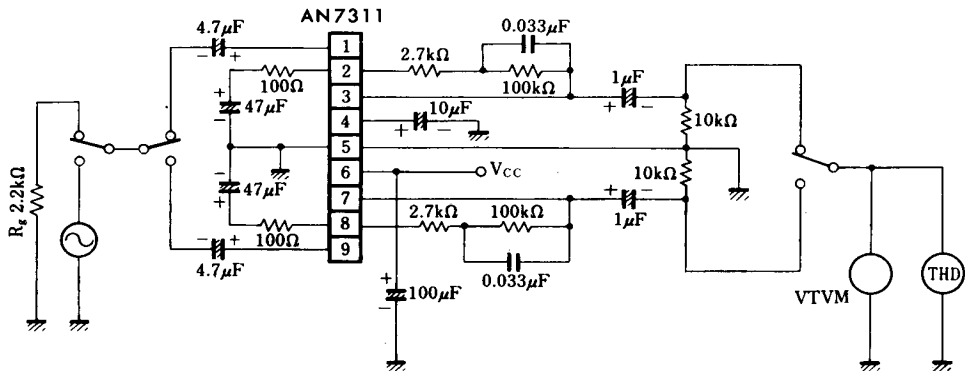 AN7311
4.7μF
0.033μF
1
2.7kΩ
2
100Ω
100kΩ
1μF
3
47μF
10μF
4
10kΩ
5
10kΩ
6
VCC
47μF
7
Rg 2.2kΩ
2.7kΩ
100kΩ
1μF
8
100Ω
9
4.7μF
0.033μF
100μF
VTVM
THD